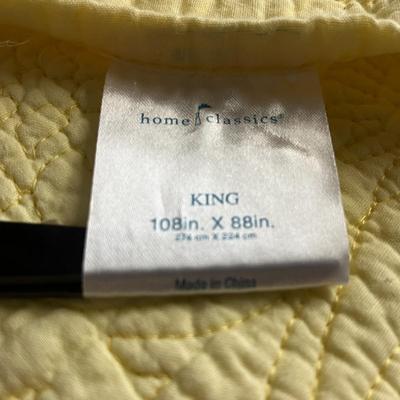 home classics®
KING
108in. X 88in.
274 cm X 224 cm
Made in China